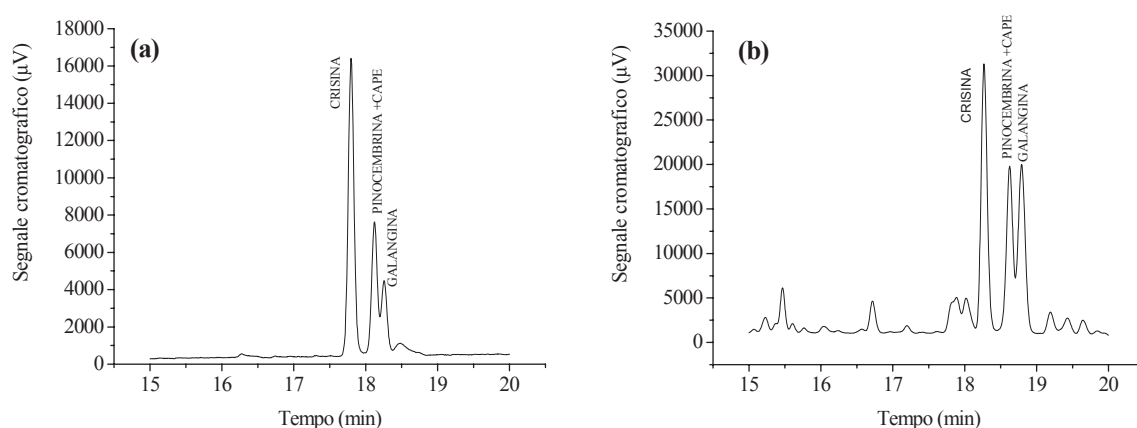 (a)
Segnale cromatografico (µV)
18000
16000
14000
12000
10000
8000
6000
4000
2000
0
CRISINA
PINOCEMBRINA +CAPE
GALANGINA
15 16 17 18 19 20
Tempo (min)
(b)
Segnale cromatografico (µV)
35000
30000
25000
20000
15000
10000
5000
0
CRISINA
PINOCEMBRINA +CAPE
GALANGINA
15 16 17 18 19 20
Tempo (min)